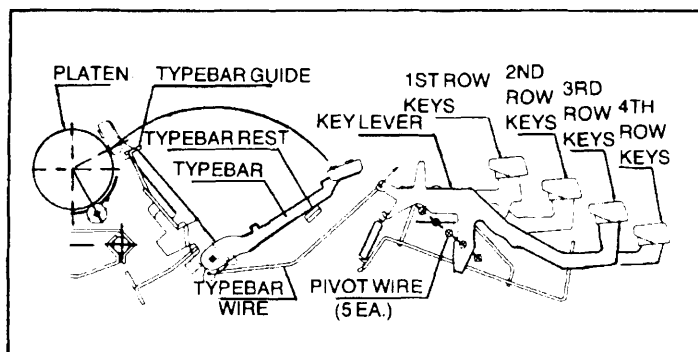 PLATEN
TYPEBAR GUIDE
TYPEBAR REST
TYPEBAR
TYPEBAR
WIRE
KEY LEVER
PIVOT WIRE
(5 EA.)
1ST ROW
KEYS
2ND
ROW
KEYS
3RD
ROW
KEYS
4TH
ROW
KEYS